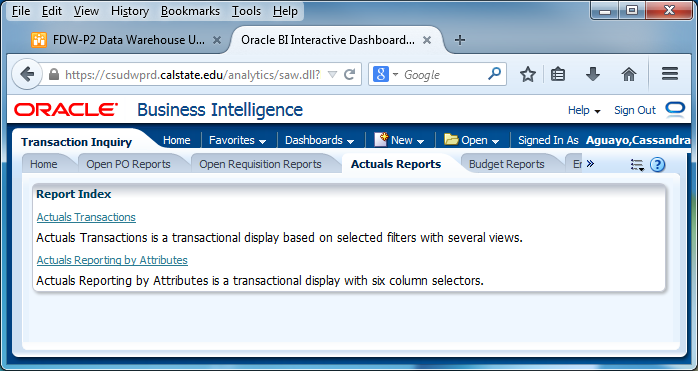 File Edit View History Bookmarks Tools Help
FDW-P2 Data Warehouse U... Oracle BI Interactive Dashboard...
https://csudwprd.calstate.edu/analytics/saw.dll? Google
ORACLE Business Intelligence Help Sign Out
Transaction Inquiry Home Favorites Dashboards New Open Signed In As Aguayo,Cassandra
Home Open PO Reports Open Requisition Reports Actuals Reports Budget Reports »
Report Index
Actuals Transactions
Actuals Transactions is a transactional display based on selected filters with several views.
Actuals Reporting by Attributes
Actuals Reporting by Attributes is a transactional display with six column selectors.